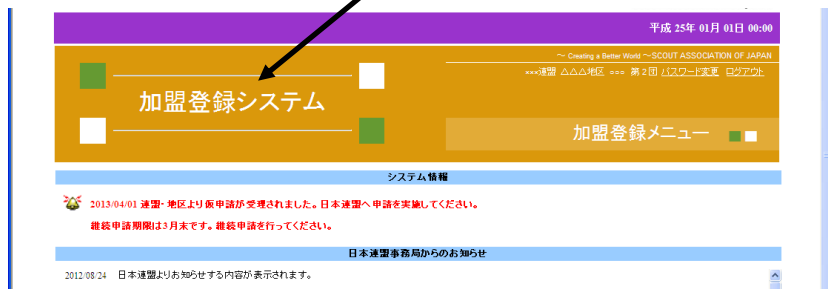 平成 25年 01月 01日 00:00
～ Creating a Better World ～SCOUT ASSOCIATION OF JAPAN
×××連盟 △△△地区 ○○○ 第2団 パスワード変更 ログアウト
加盟登録システム
加盟登録メニュー
システム情報
2013/04/01 連盟・地区より仮申請が受理されました。日本連盟へ申請を実施してください。
継続申請期限は3月末です。継続申請を行ってください。
日本連盟事務局からのお知らせ
2012/08/24 日本連盟よりお知らせする内容が表示されます。